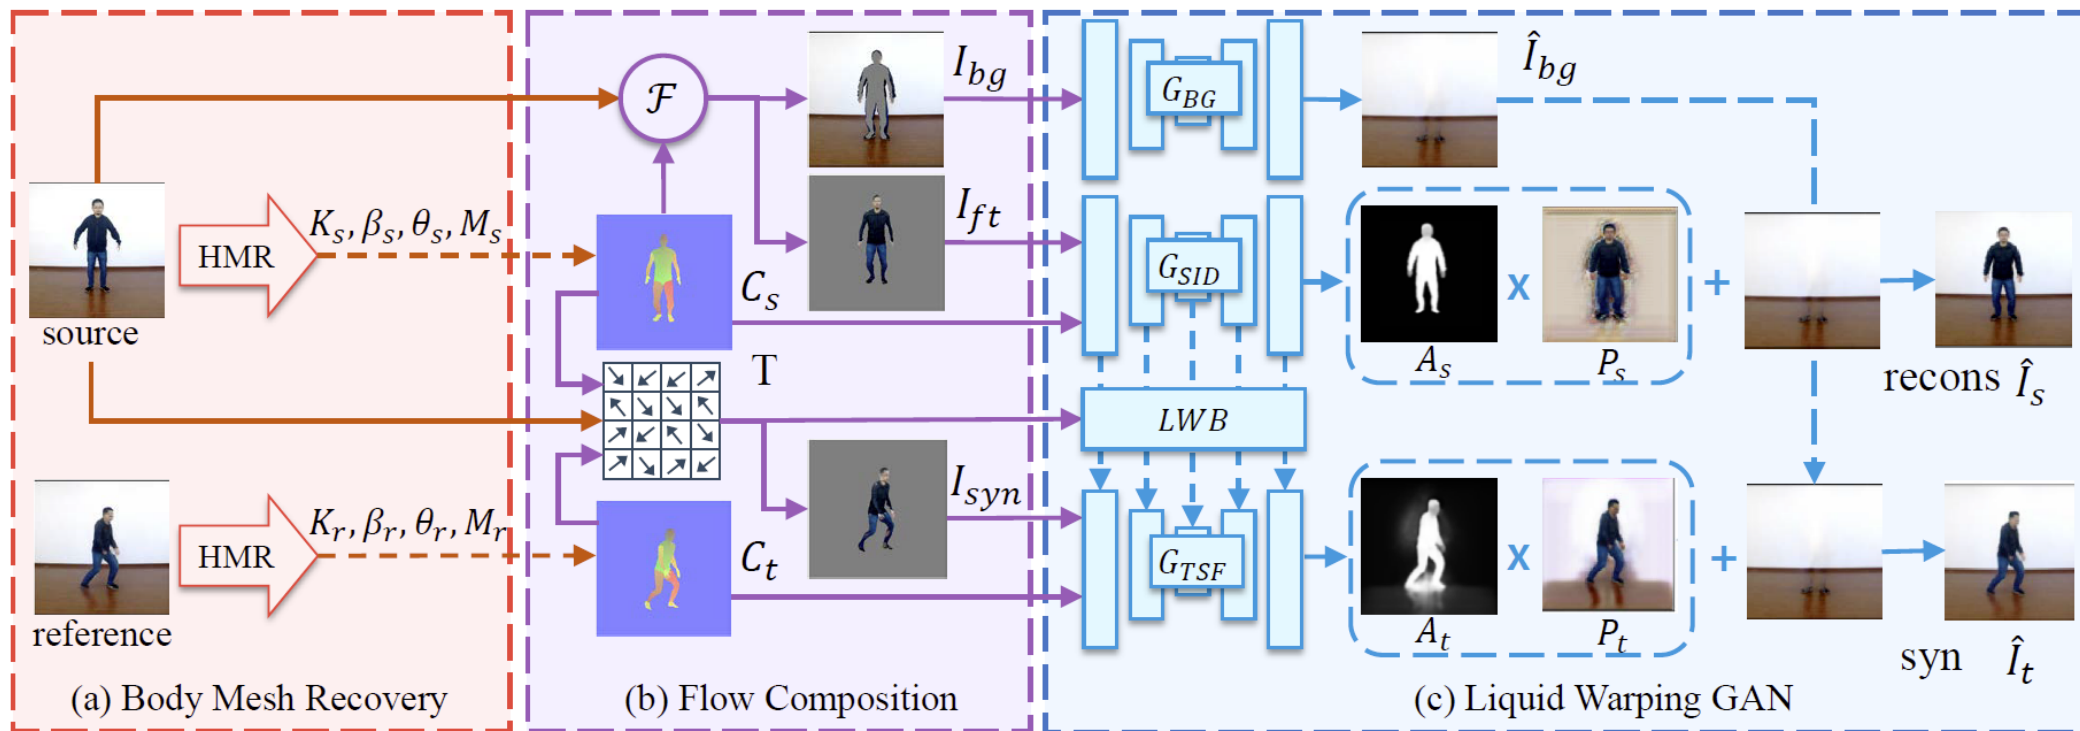 source
HMR
K_s, β_s, θ_s, M_s
reference
HMR
K_r, β_r, θ_r, M_r
(a) Body Mesh Recovery
ℱ
I_bg
I_ft
C_s
T
I_syn
C_t
(b) Flow Composition
G_BG
Î_bg
G_SID
A_s
X
P_s
+
recons Î_s
LWB
G_TSF
A_t
X
P_t
+
syn Î_t
(c) Liquid Warping GAN